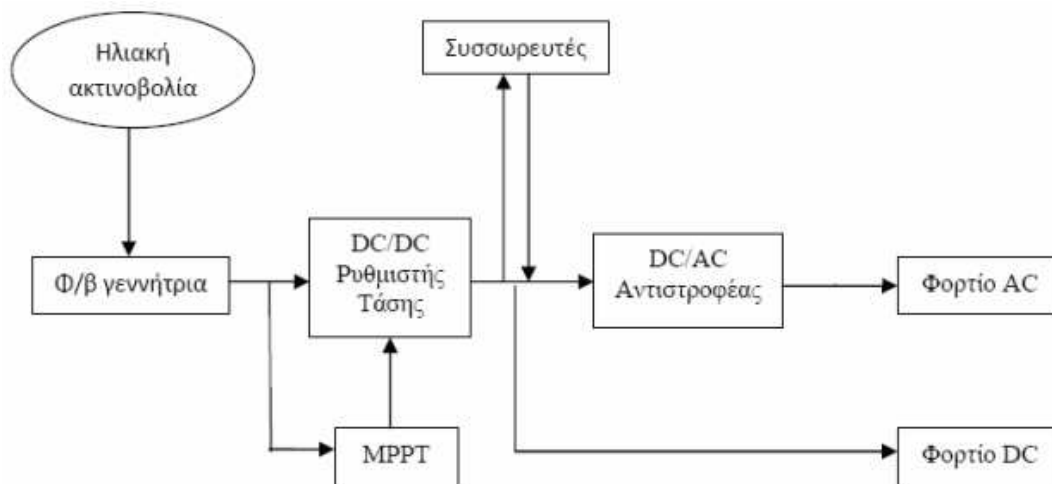 Ηλιακή
ακτινοβολία
Συσσωρευτές
Φ/β γεννήτρια
DC/DC
Ρυθμιστής
Τάσης
DC/AC
Αντιστροφέας
Φορτίο AC
MPPT
Φορτίο DC